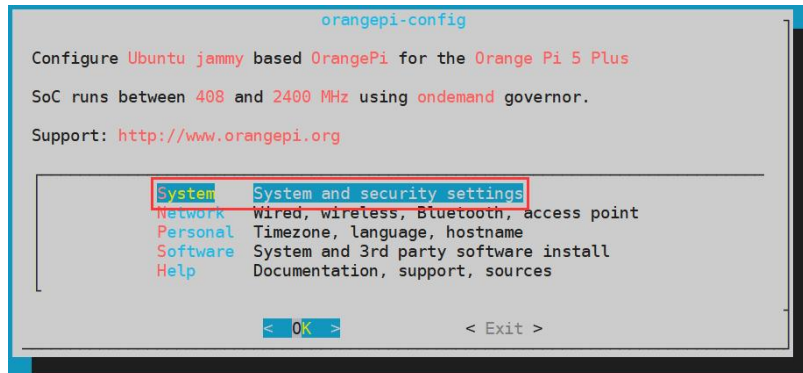 orangepi-config
Configure Ubuntu jammy based OrangePi for the Orange Pi 5 Plus
SoC runs between 408 and 2400 MHz using ondemand governor.
Support: http://www.orangepi.org
System System and security settings
Network Wired, wireless, Bluetooth, access point
Personal Timezone, language, hostname
Software System and 3rd party software install
Help Documentation, support, sources
< OK > < Exit >